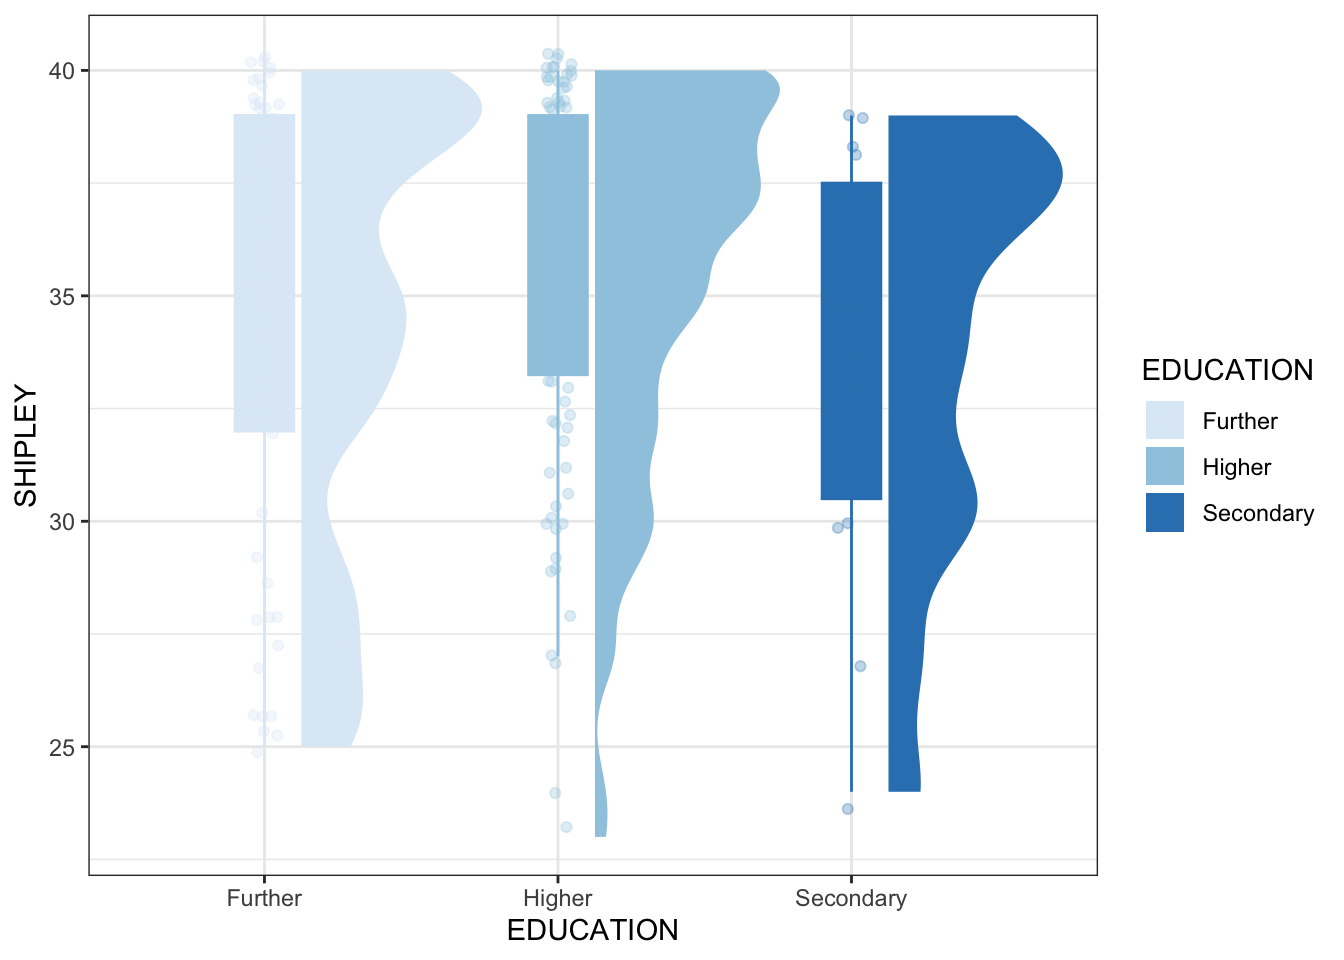 SHIPLEY
40
35
30
25
Further
Higher
Secondary
EDUCATION
EDUCATION
Further
Higher
Secondary